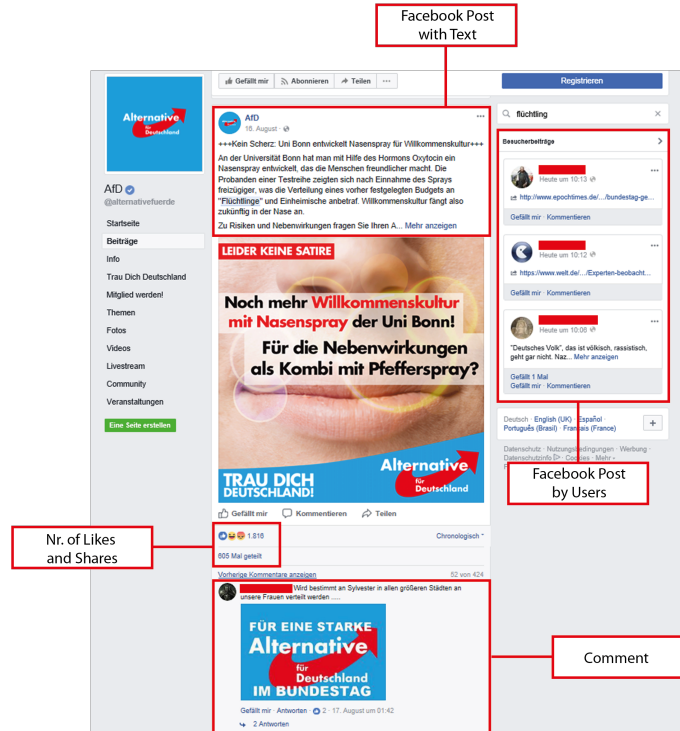 Facebook Post
with Text
Gefällt mir Abonnieren Teilen ...
Registrieren
Alternative
für
Deutschland
AfD
@alternativefuerde
Startseite
Beiträge
Info
Trau Dich Deutschland
Mitglied werden!
Themen
Fotos
Videos
Livestream
Community
Veranstaltungen
Eine Seite erstellen
AfD
16. August ·
+++Kein Scherz: Uni Bonn entwickelt Nasenspray für Willkommenskultur+++
An der Universität Bonn hat man mit Hilfe des Hormons Oxytocin ein
Nasenspray entwickelt, das die Menschen freundlicher macht. Die
Probanden einer Testreihe zeigten sich nach Einnahme des Sprays
freizügiger, was die Verteilung eines vorher festgelegten Budgets an
"Flüchtlinge" und Einheimische anbetraf. Willkommenskultur fängt also
zukünftig in der Nase an.
Zu Risiken und Nebenwirkungen fragen Sie Ihren A... Mehr anzeigen
LEIDER KEINE SATIRE
Noch mehr Willkommenskultur
mit Nasenspray der Uni Bonn!
Für die Nebenwirkungen
als Kombi mit Pfefferspray?
TRAU DICH
DEUTSCHLAND!
Alternative
für
Deutschland
Gefällt mir Kommentieren Teilen
1.816 Chronologisch
605 Mal geteilt
Vorherige Kommentare anzeigen 52 von 424
Wird bestimmt an Sylvester in allen größeren Städten an
unsere Frauen verteilt werden .....
FÜR EINE STARKE
Alternative
für
Deutschland
IM BUNDESTAG
Gefällt mir · Antworten · 2 · 17. August um 01:42
2 Antworten
flüchtling
Besucherbeiträge
Heute um 10:13
http://www.epochtimes.de/.../bundestag-ge...
Gefällt mir · Kommentieren
Heute um 10:12
https://www.welt.de/.../Experten-beobacht...
Gefällt mir · Kommentieren
Heute um 10:06
"Deutsches Volk", das ist völkisch, rassistisch,
geht gar nicht. Naz... Mehr anzeigen
Gefällt 1 Mal
Gefällt mir · Kommentieren
Deutsch · English (UK) · Español ·
Português (Brasil) · Français (France)
Datenschutz · Nutzungsbedingungen · Werbung ·
Datenschutzinfo · Cookies · Mehr
Facebook Post
by Users
Nr. of Likes
and Shares
Comment